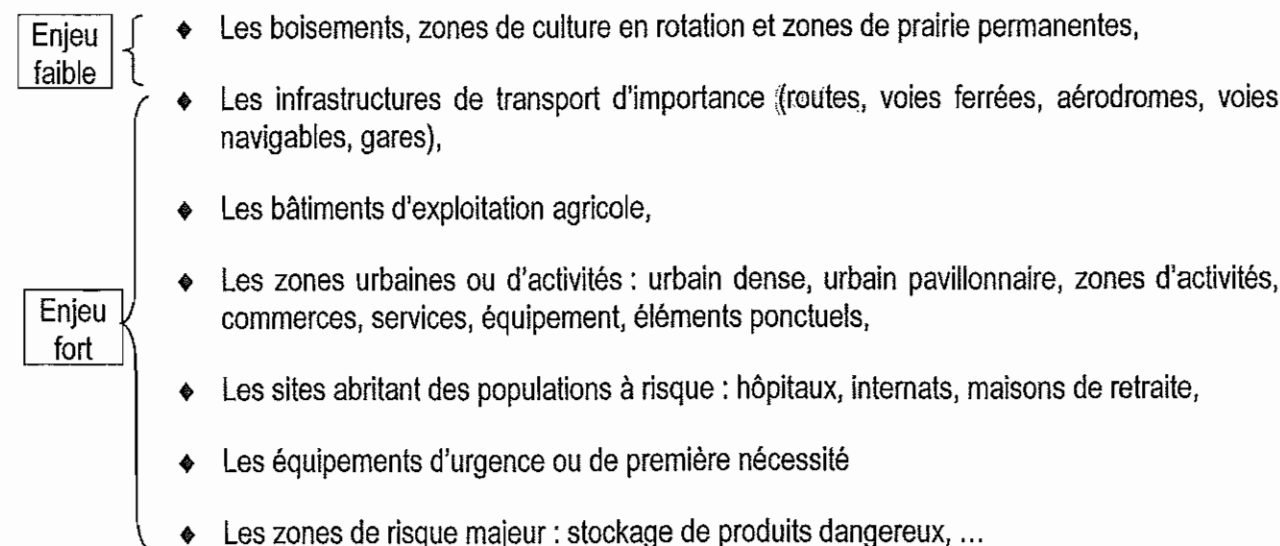 Enjeu
faible
♦ Les boisements, zones de culture en rotation et zones de prairie permanentes,
♦ Les infrastructures de transport d'importance (routes, voies ferrées, aérodromes, voies
navigables, gares),
♦ Les bâtiments d'exploitation agricole,
♦ Les zones urbaines ou d'activités : urbain dense, urbain pavillonnaire, zones d'activités,
commerces, services, équipement, éléments ponctuels,
Enjeu
fort
♦ Les sites abritant des populations à risque : hôpitaux, internats, maisons de retraite,
♦ Les équipements d'urgence ou de première nécessité
♦ Les zones de risque majeur : stockage de produits dangereux, ...